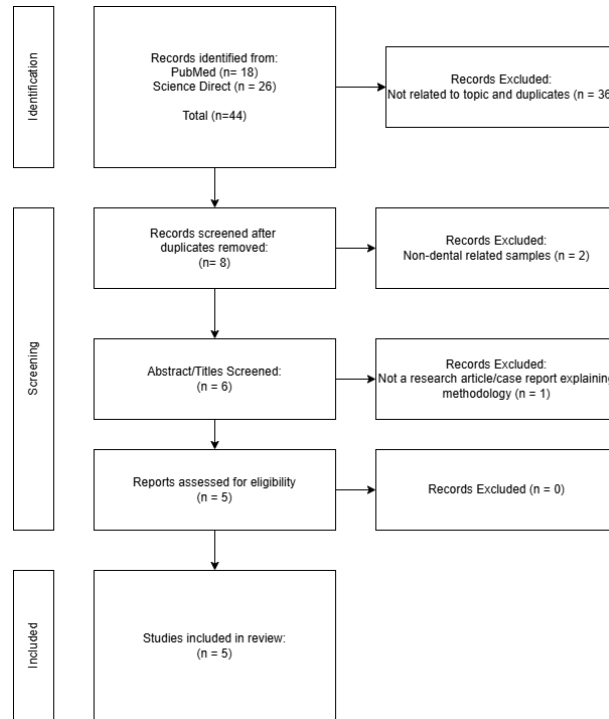 Identification
Records identified from:
PubMed (n= 18)
Science Direct (n = 26)
Total (n=44)
Records Excluded:
Not related to topic and duplicates (n = 36
Screening
Records screened after
duplicates removed:
(n= 8)
Records Excluded:
Non-dental related samples (n = 2)
Abstract/Titles Screened:
(n = 6)
Records Excluded:
Not a research article/case report explaining
methodology (n = 1)
Reports assessed for eligibility
(n = 5)
Records Excluded (n = 0)
Included
Studies included in review:
(n = 5)